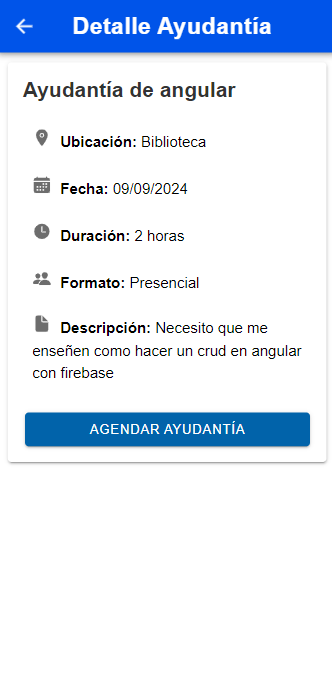 Detalle Ayudantía
Ayudantía de angular
Ubicación: Biblioteca
Fecha: 09/09/2024
Duración: 2 horas
Formato: Presencial
Descripción: Necesito que me
enseñen como hacer un crud en angular
con firebase
AGENDAR AYUDANTÍA